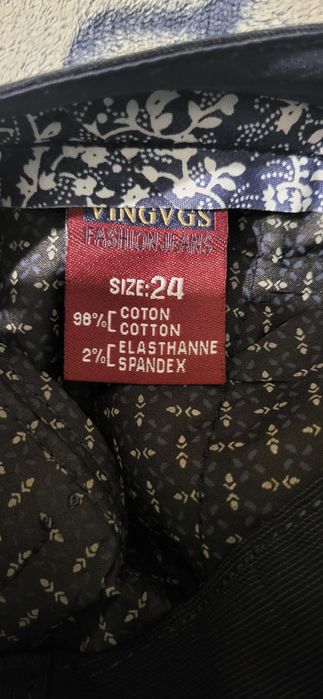 VINGVGS
FASHION JEANS
SIZE:24
98%[ COTON
COTTON
2%[ ELASTHANNE
SPANDEX